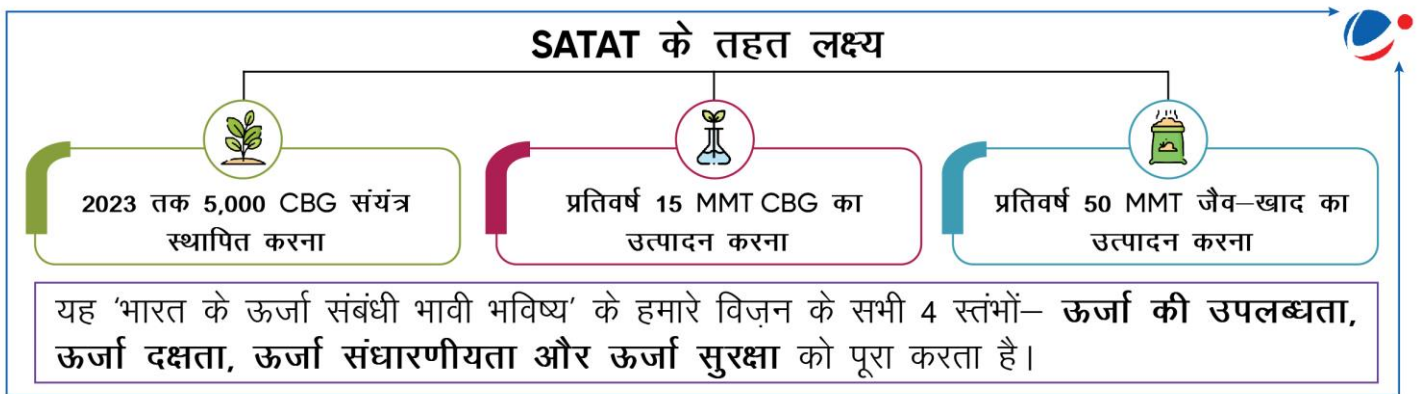 SATAT के तहत लक्ष्य
2023 तक 5,000 CBG संयंत्र
स्थापित करना
प्रतिवर्ष 15 MMT CBG का
उत्पादन करना
प्रतिवर्ष 50 MMT जैव–खाद का
उत्पादन करना
यह ‘भारत के ऊर्जा संबंधी भावी भविष्य’ के हमारे विज़न के सभी 4 स्तंभों– ऊर्जा की उपलब्धता,
ऊर्जा दक्षता, ऊर्जा संधारणीयता और ऊर्जा सुरक्षा को पूरा करता है।